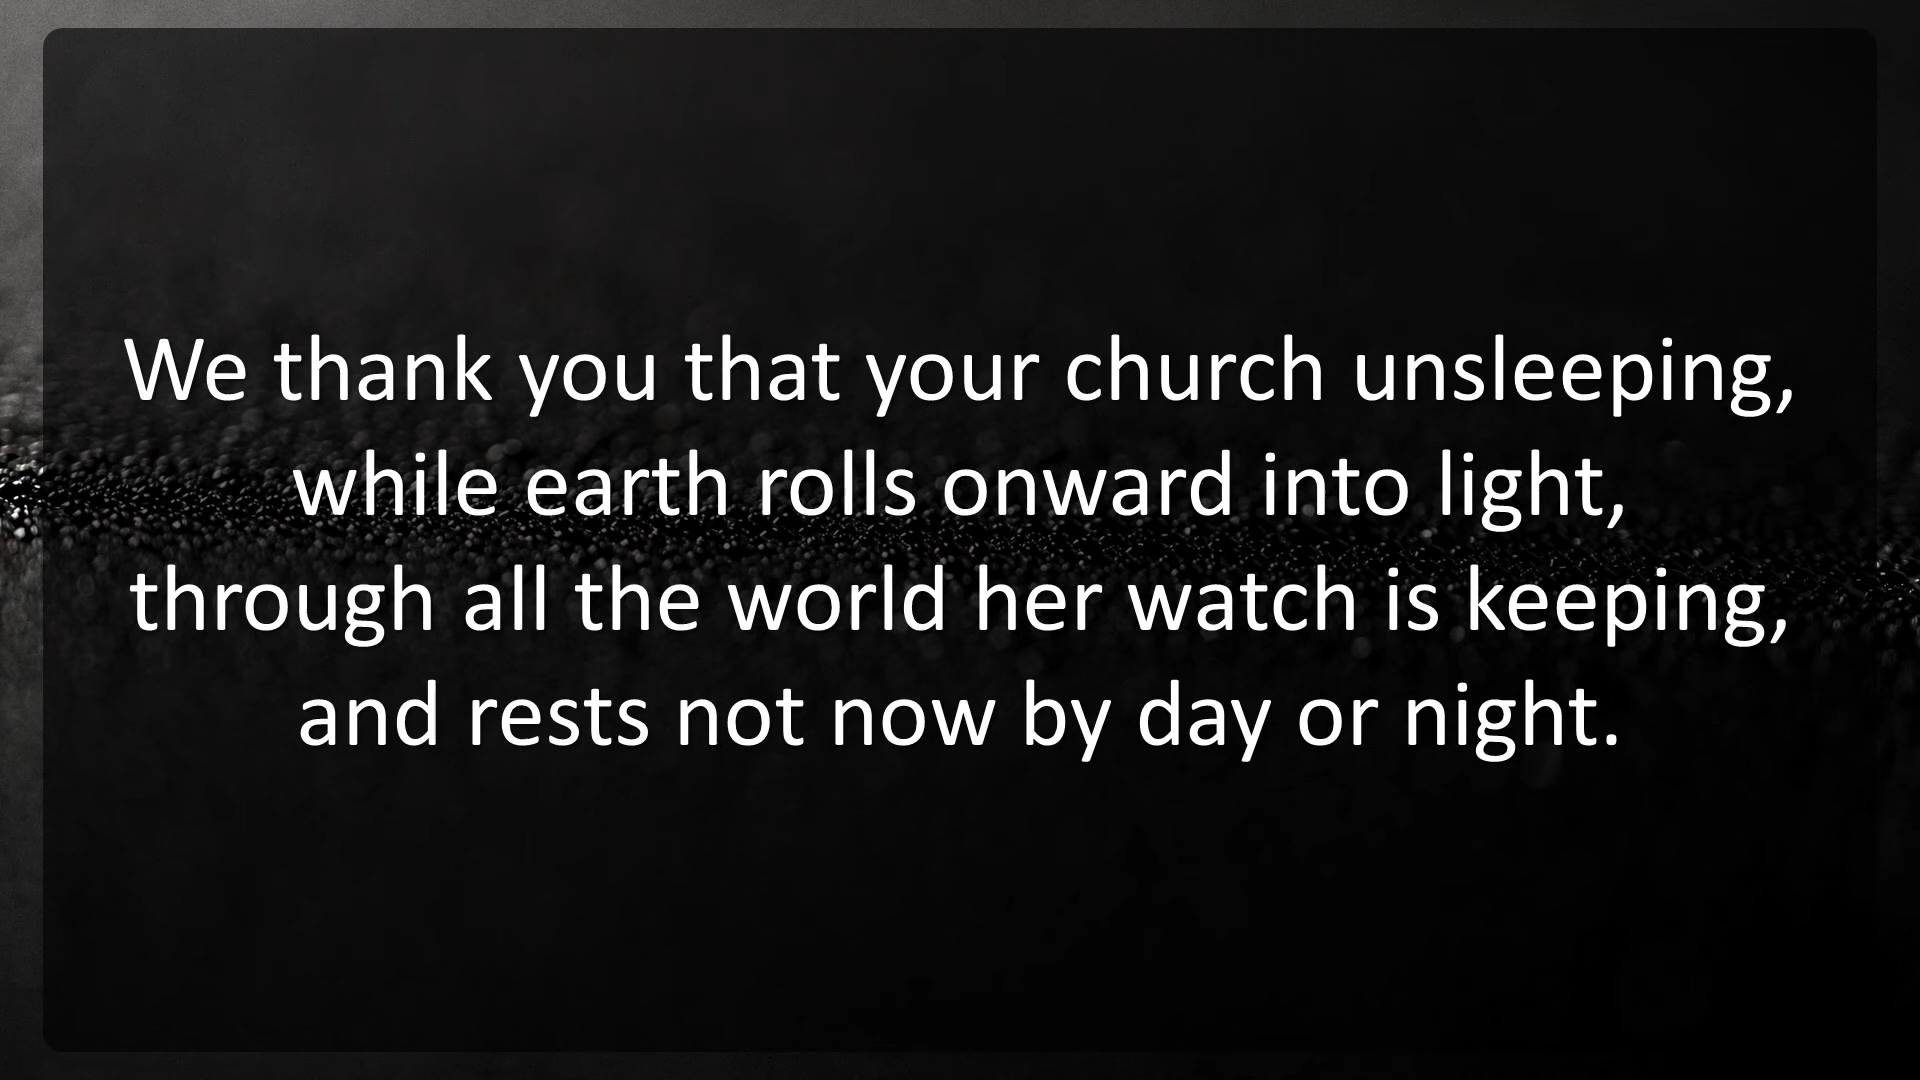 We thank you that your church unsleeping,
while earth rolls onward into light,
through all the world her watch is keeping,
and rests not now by day or night.